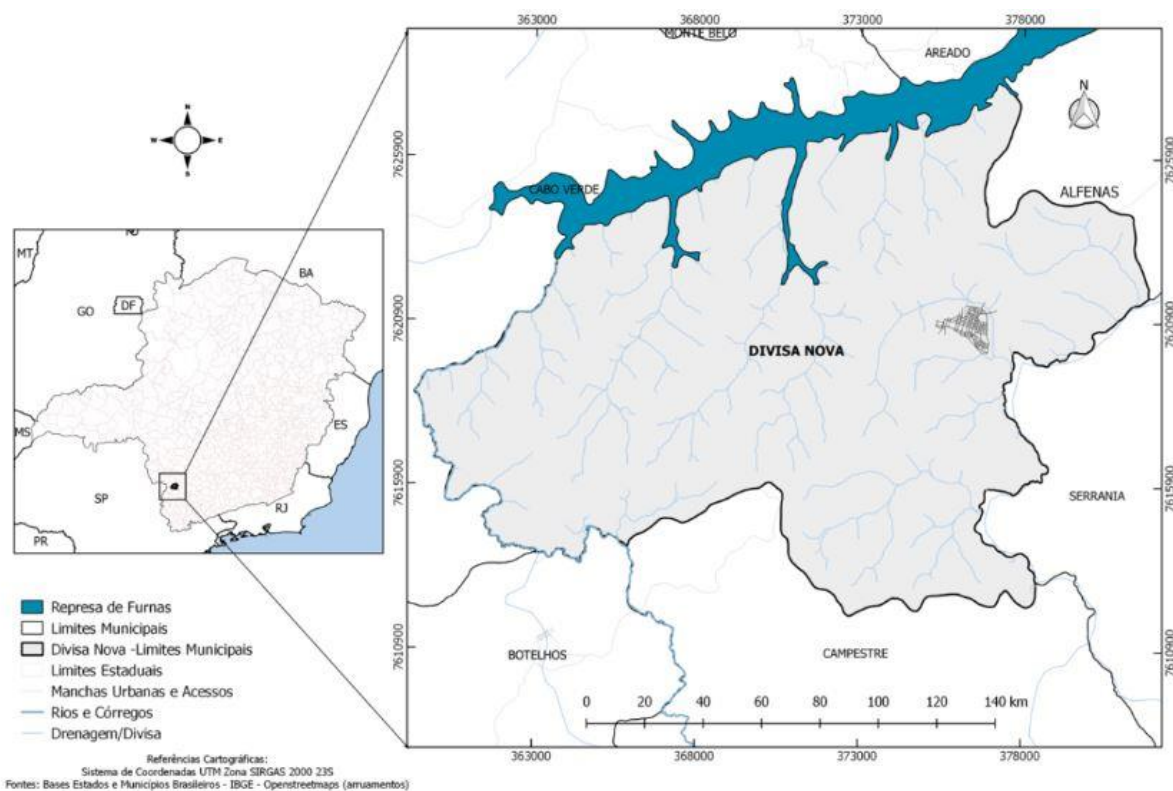 363000
368000
373000
378000
MONTE BELO
AREADO
N
N
W
E
S
7625900
7625900
CABO VERDE
ALFENAS
MT
BA
DF
GO
7620900
7620900
DIVISA NOVA
MS
ES
SP
RJ
7615900
7615900
SERRANIA
PR
Represa de Furnas
Limites Municipais
Divisa Nova -Limites Municipais
Limites Estaduais
Manchas Urbanas e Acessos
Rios e Córregos
Drenagem/Divisa
7610900
7610900
BOTELHOS
CAMPESTRE
0 20 40 60 80 100 120 140 km
363000
368000
373000
378000
Referências Cartográficas:
Sistema de Coordenadas UTM Zona SIRGAS 2000 23S
Fontes: Bases Estados e Municípios Brasileiros - IBGE - Openstreetmaps (arruamentos)